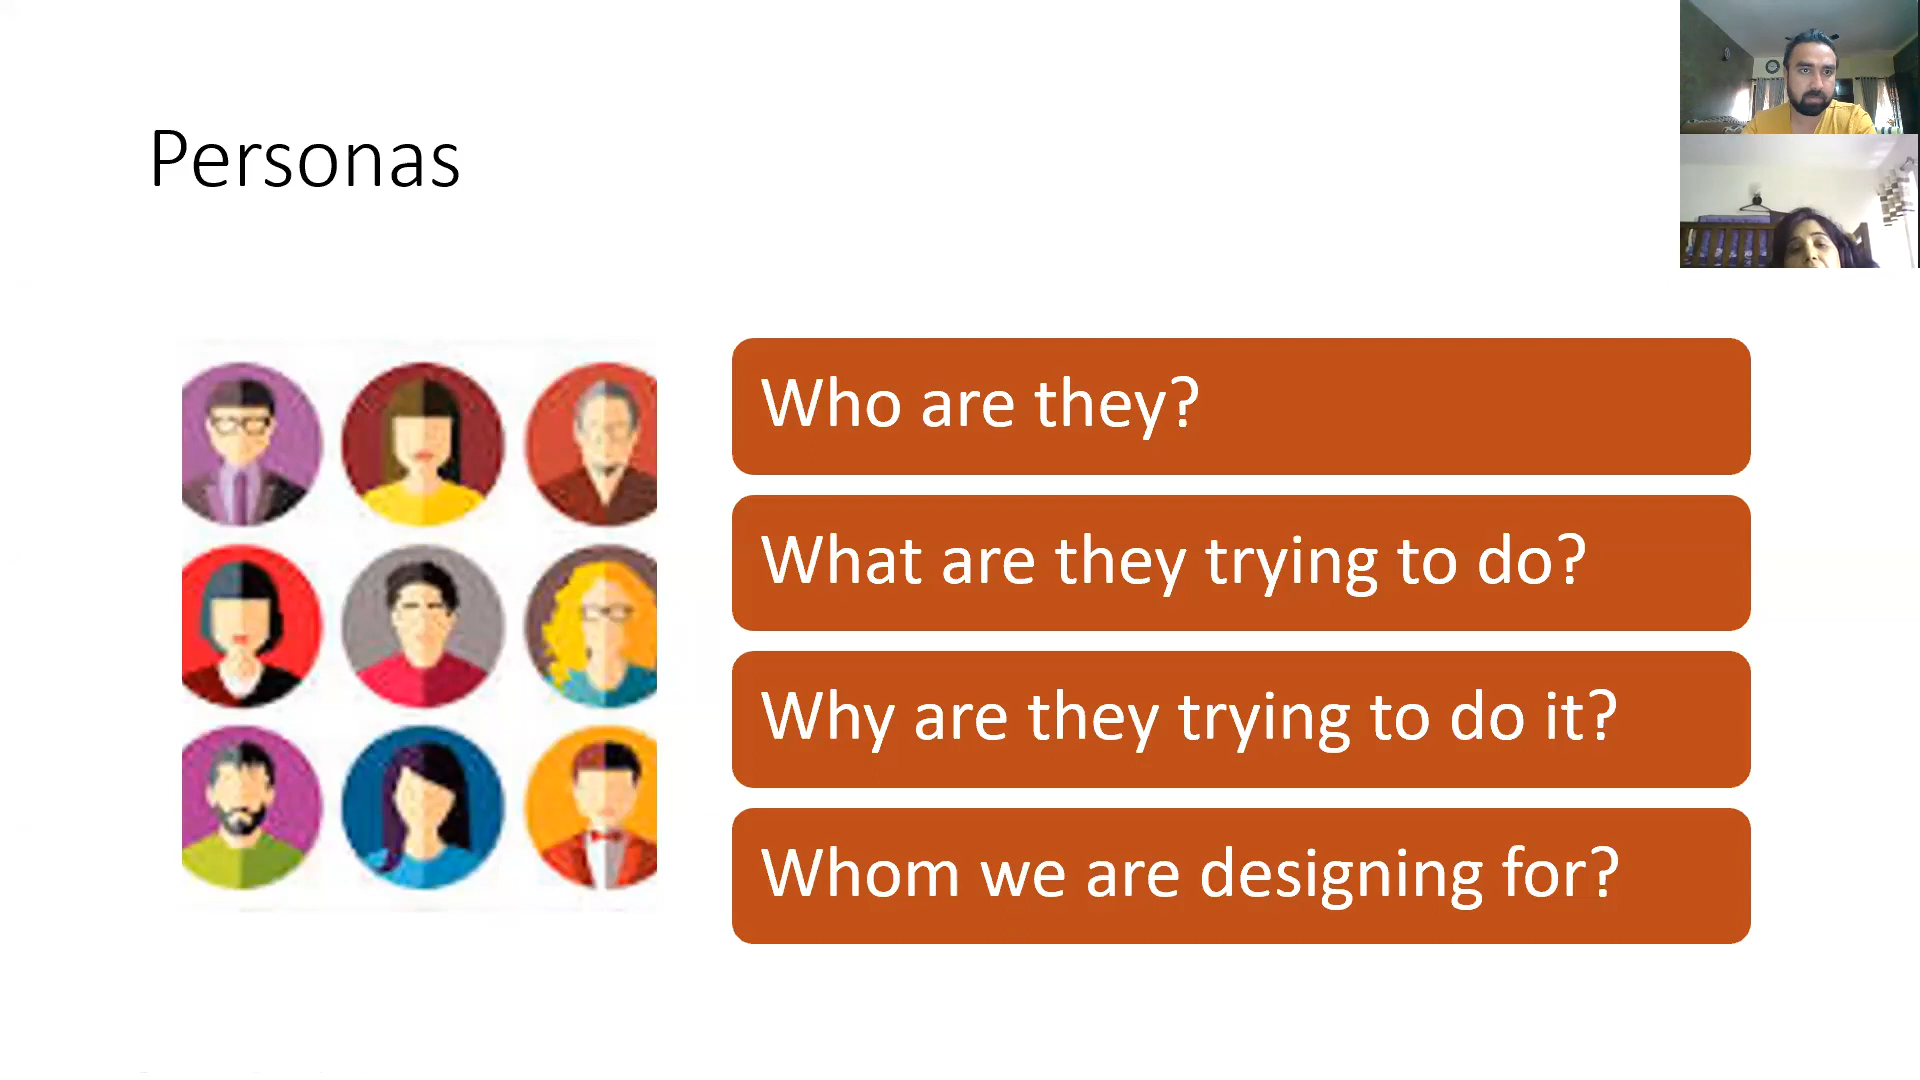 Personas
Who are they?
What are they trying to do?
Why are they trying to do it?
Whom we are designing for?